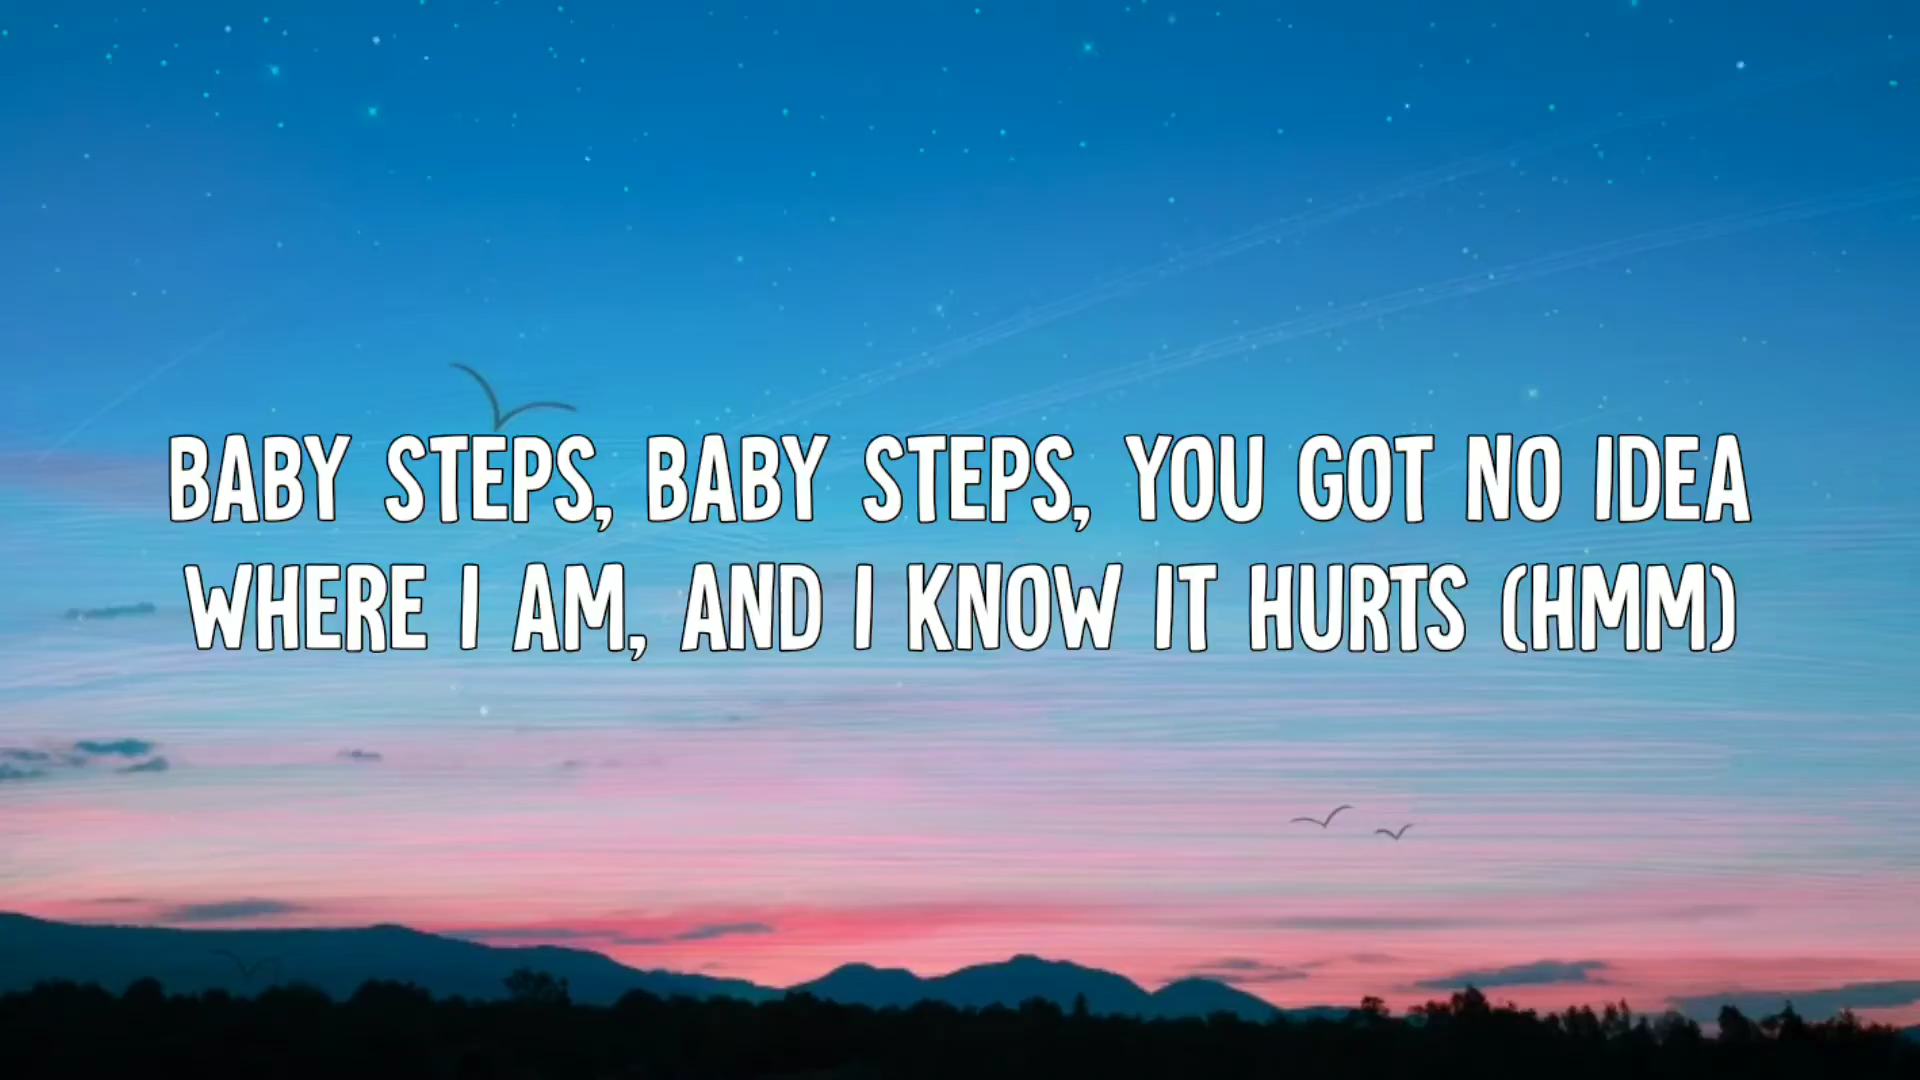 BABY STEPS, BABY STEPS, YOU GOT NO IDEA
WHERE I AM, AND I KNOW IT HURTS (HMM)